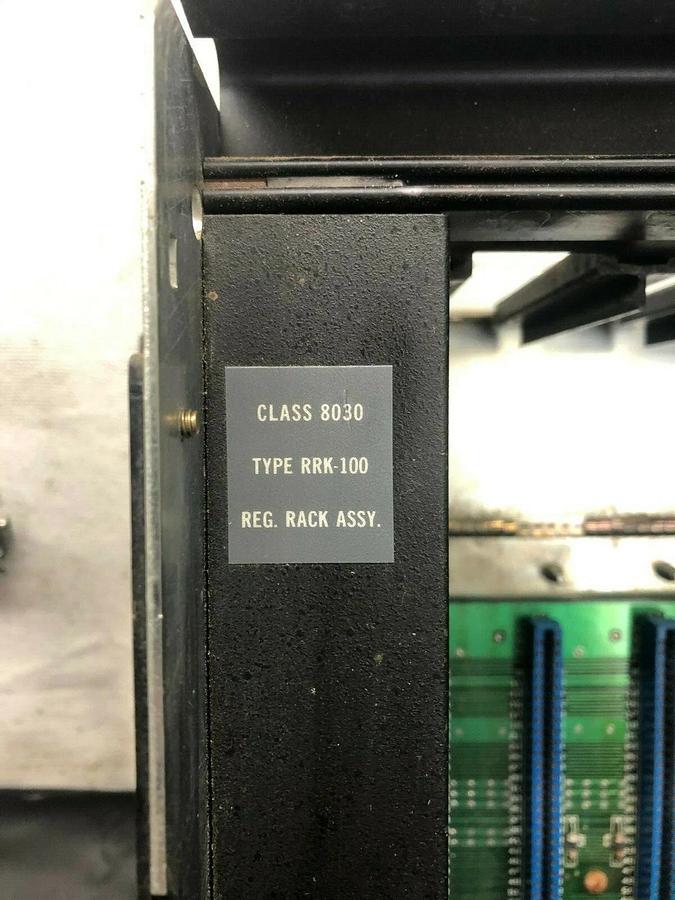 CLASS 8030
TYPE RRK-100
REG. RACK ASSY.